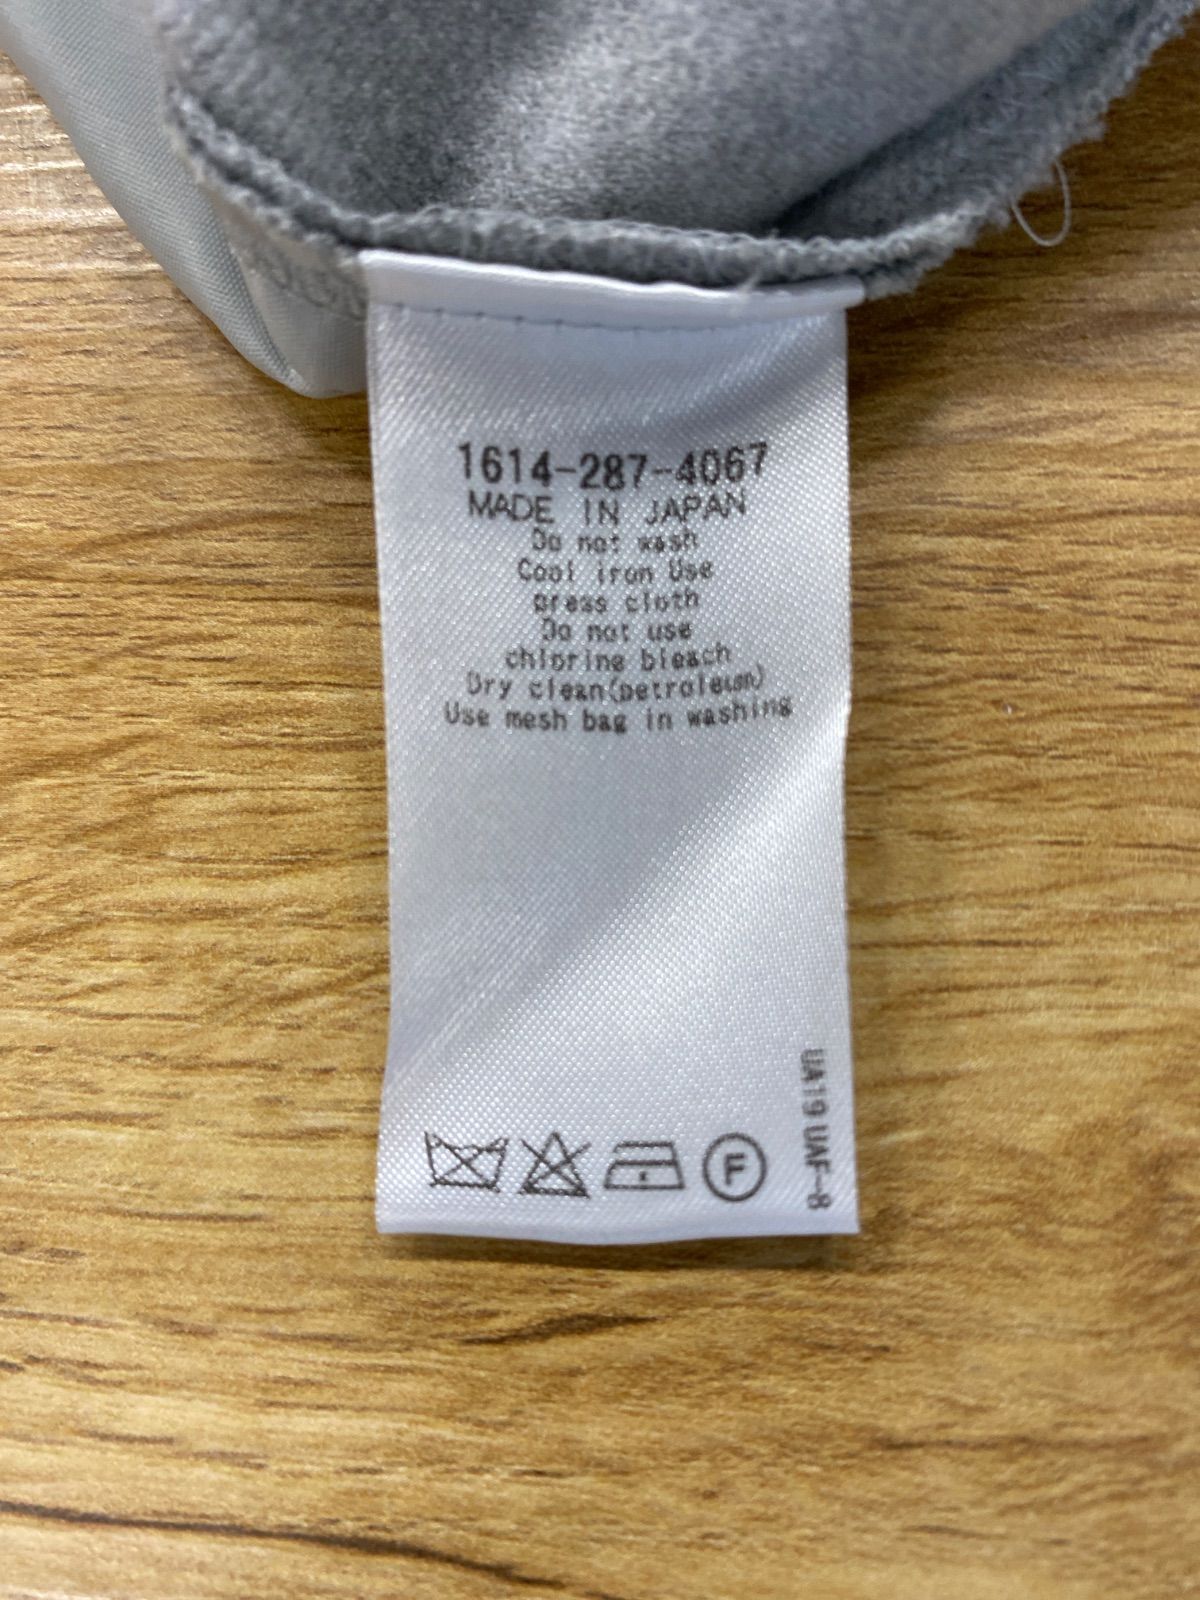 1614-287-4067
MADE IN JAPAN
Do not wash
Cool iron Use
press cloth
Do not use
chlorine bleach
Dry clean(petroleum)
Use mesh bag in washing
UA19 UAF-8
F